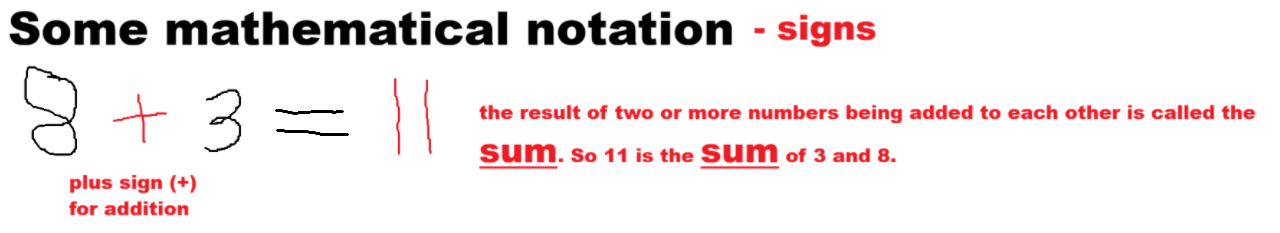 Some mathematical notation - signs
8 + 3 = 11
the result of two or more numbers being added to each other is called the
sum. So 11 is the sum of 3 and 8.
plus sign (+)
for addition